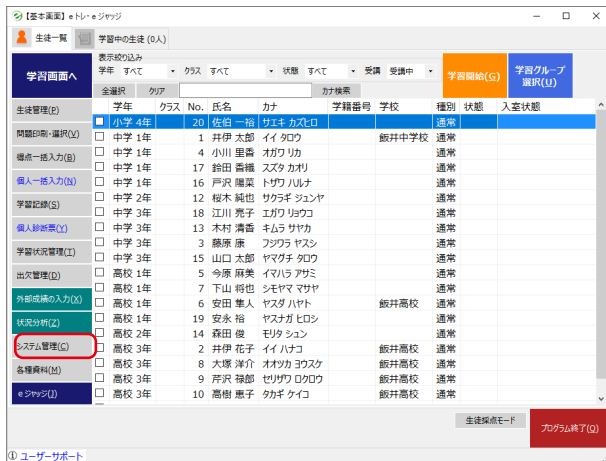 【基本画面】eトレ・eジャッジ
生徒一覧 学習中の生徒 (0人)
表示絞り込み
学習画面へ
学年 すべて クラス すべて 状態 すべて 受講 受講中
学習開始(G)
学習グループ
選択(U)
全選択 クリア カナ検索
学年 クラス No. 氏名 カナ 学籍番号 学校 種別 状態 入室状態
小学 4年 20 佐伯 一裕 サエキ カズヒロ 通常
中学 1年 1 井伊 太郎 イイ タロウ 飯井中学校 通常
中学 1年 4 小川 里香 オガワ リカ 通常
中学 1年 17 鈴田 香織 スズタ カオリ 通常
中学 1年 16 戸沢 陽菜 トザワ ハルナ 通常
中学 2年 12 桜木 純也 サクラギ ジュンヤ 通常
中学 3年 18 江川 亮子 エガワ リョウコ 通常
中学 3年 13 木村 清香 キムラ サヤカ 通常
中学 3年 3 藤原 康 フジワラ ヤスシ 通常
中学 3年 15 山口 太郎 ヤマグチ タロウ 通常
高校 1年 5 今原 麻美 イマハラ アサミ 通常
高校 1年 7 下山 将也 シモヤマ マサヤ 通常
高校 1年 6 安田 隼人 ヤスダ ハヤト 飯井高校 通常
高校 1年 19 安永 裕 ヤスナガ ヒロシ 通常
高校 2年 14 森田 俊 モリタ シュン 通常
高校 3年 2 井伊 花子 イイ ハナコ 飯井高校 通常
高校 3年 8 大塚 洋介 オオツカ ヨウスケ 飯井高校 通常
高校 3年 9 芹沢 禄郎 セリザワ ロクロウ 飯井高校 通常
高校 3年 10 高樹 恵子 タカギ ケイコ 飯井高校 通常
生徒管理(P)
問題印刷・選択(V)
得点一括入力(B)
個人一括入力(N)
学習記録(S)
個人診断票(Y)
学習状況管理(T)
出欠管理(D)
外部成績の入力(X)
状況分析(Z)
システム管理(C)
各種資料(M)
eジャッジ(J)
生徒採点モード
プログラム終了(Q)
① ユーザーサポート